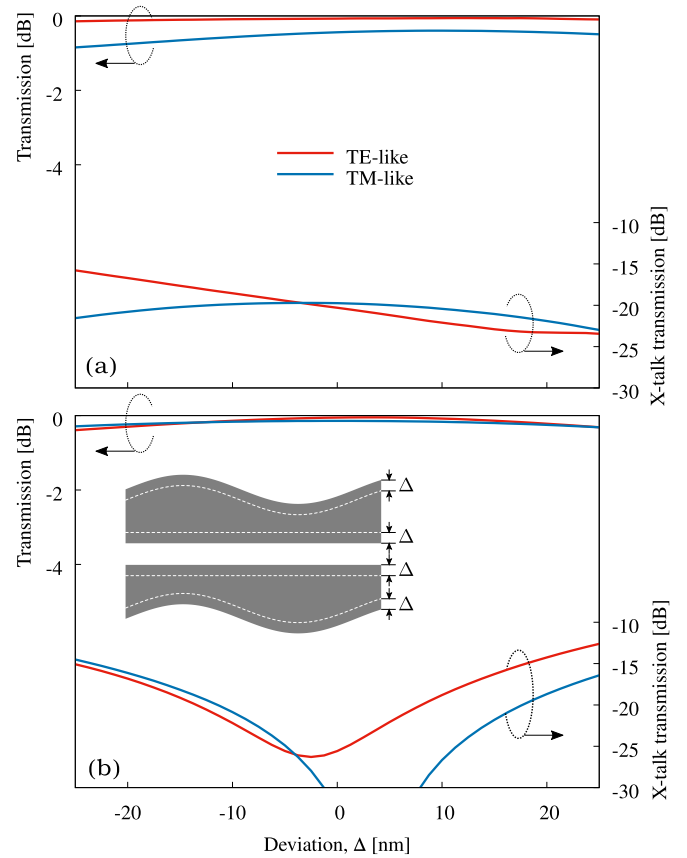 0
-2
-4
Transmission [dB]
TE-like
TM-like
-10
-15
-20
-25
-30
X-talk transmission [dB]
(a)
0
-2
-4
Transmission [dB]
Δ
Δ
Δ
-10
-15
-20
-25
-30
X-talk transmission [dB]
(b)
-20 -10 0 10 20
Deviation, Δ [nm]